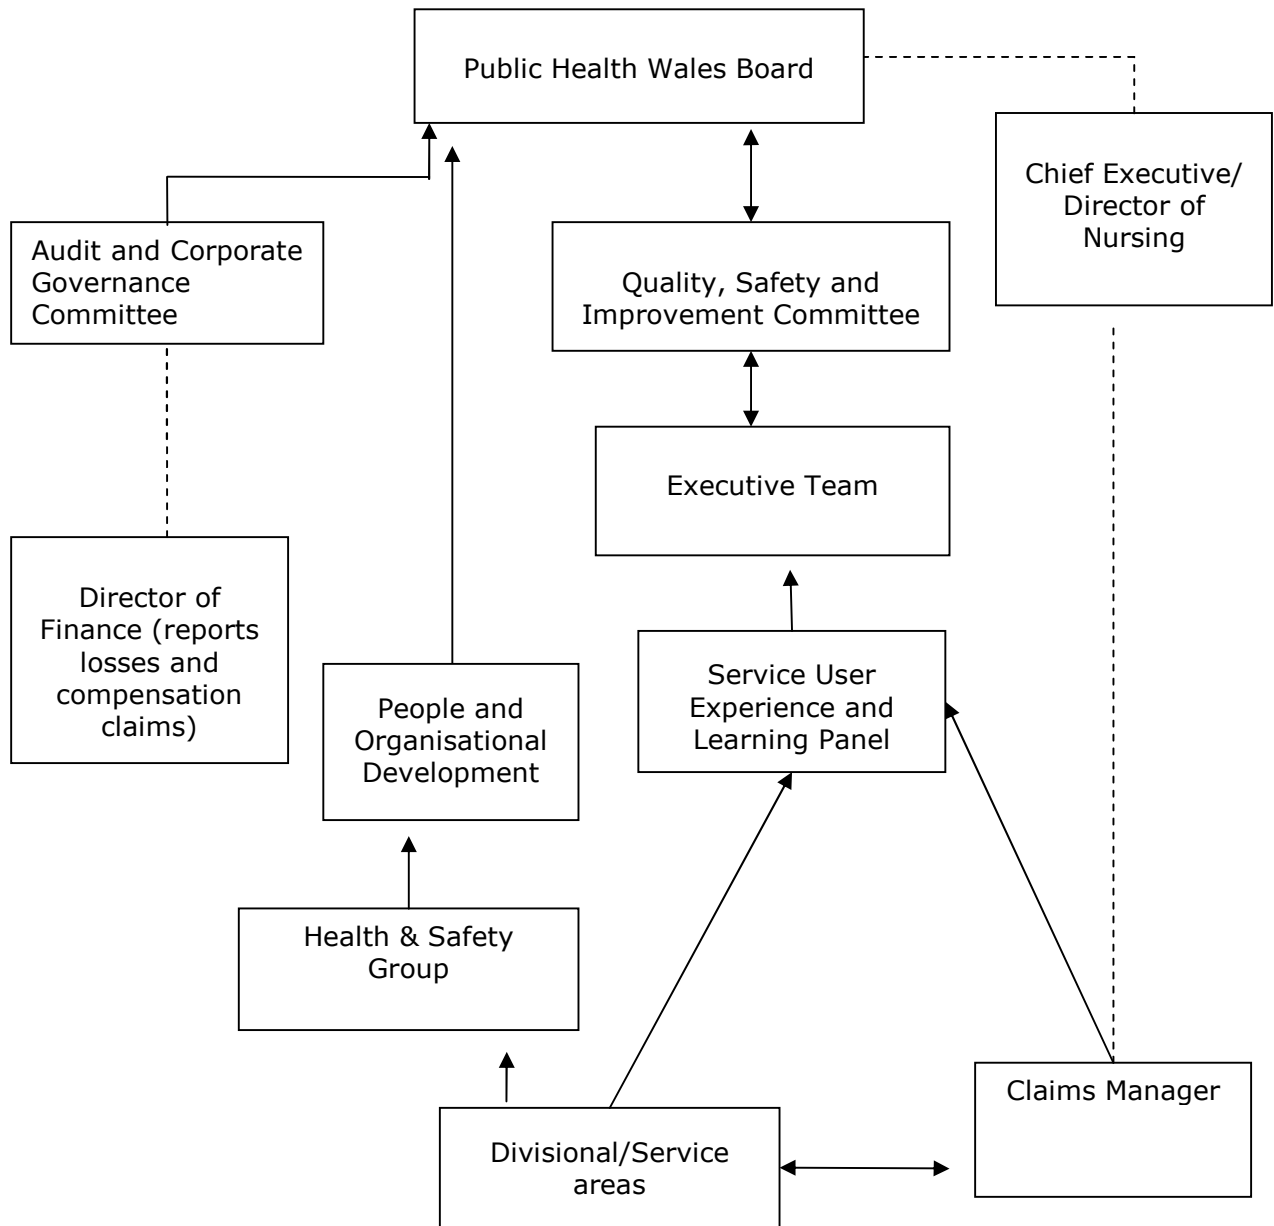 Public Health Wales Board
Chief Executive/
Director of
Nursing
Audit and Corporate
Governance
Committee
Quality, Safety and
Improvement Committee
Executive Team
Director of
Finance (reports
losses and
compensation
claims)
Service User
Experience and
Learning Panel
People and
Organisational
Development
Health & Safety
Group
Claims Manager
Divisional/Service
areas